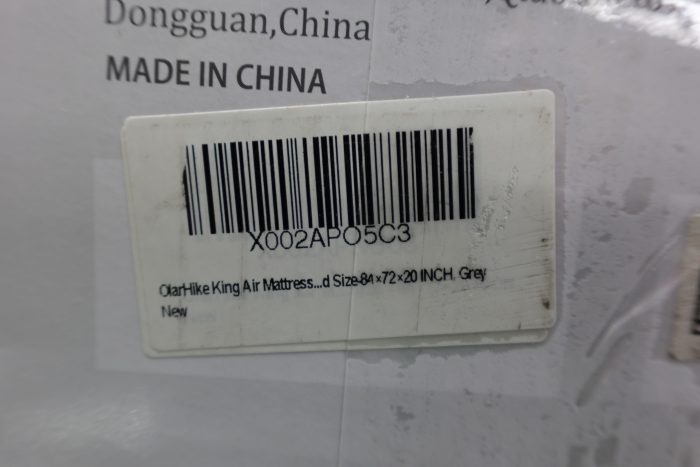 Dongguan,China
MADE IN CHINA
X002APO5C3
OlarHike King Air Mattress...d Size-84×72×20 INCH, Grey
New